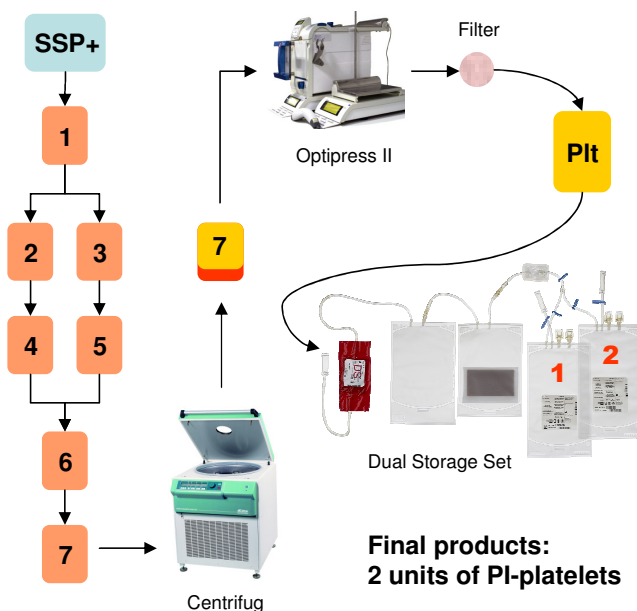 SSP+
1
2
3
4
5
6
7
Centrifug
7
Optipress II
Filter
Plt
DS
1
2
Dual Storage Set
Final products:
2 units of PI-platelets